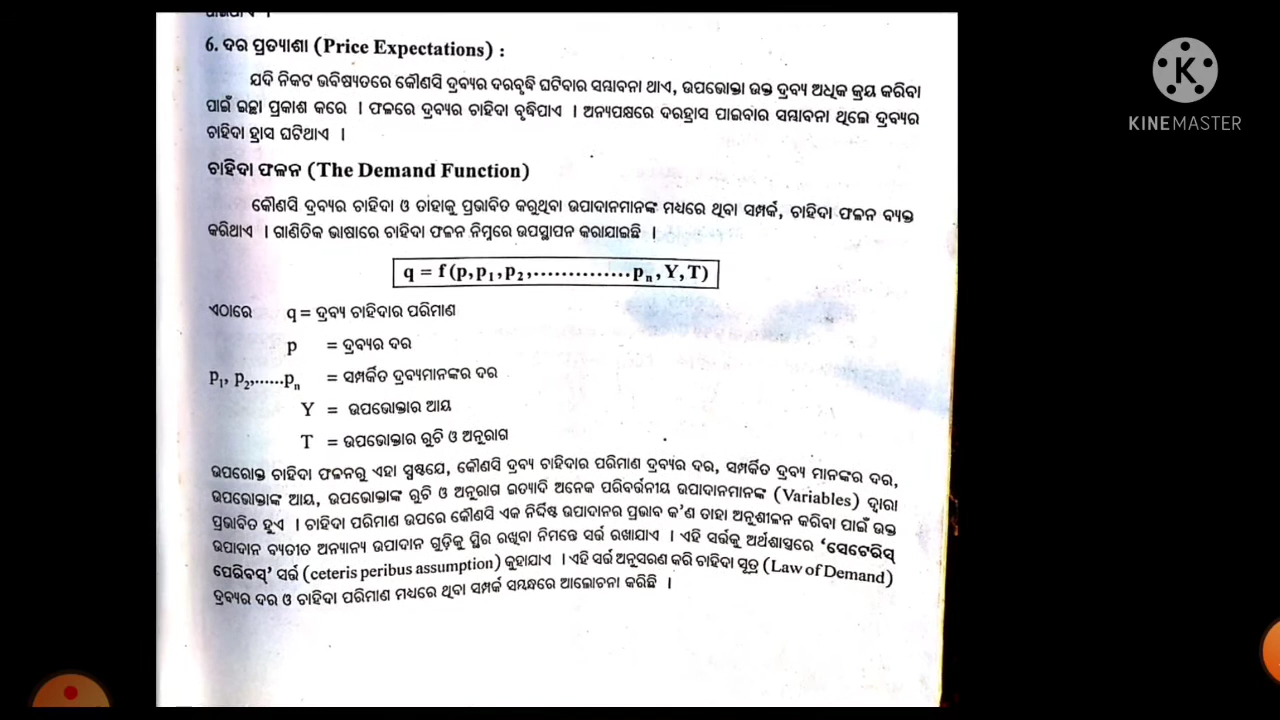 6. ଦର ପ୍ରତ୍ୟାଶା (Price Expectations) :
ଯଦି ନିକଟ ଭବିଷ୍ୟତରେ କୌଣସି ଦ୍ରବ୍ୟର ଦରବୃଦ୍ଧି ଘଟିବାର ସମ୍ଭାବନା ଥାଏ, ଉପଭୋକ୍ତା ଉକ୍ତ ଦ୍ରବ୍ୟ ଅଧିକ କ୍ରୟ କରିବା
ପାଇଁ ଇଚ୍ଛା ପ୍ରକାଶ କରେ । ଫଳରେ ଦ୍ରବ୍ୟର ଚାହିଦା ବୃଦ୍ଧିପାଏ । ଅନ୍ୟପକ୍ଷରେ ଦରହ୍ରାସ ପାଇବାର ସମ୍ଭାବନା ଥିଲେ ଦ୍ରବ୍ୟର
ଚାହିଦା ହ୍ରାସ ଘଟିଥାଏ ।
ଚାହିଦା ଫଳନ (The Demand Function)
କୌଣସି ଦ୍ରବ୍ୟର ଚାହିଦା ଓ ତାହାକୁ ପ୍ରଭାବିତ କରୁଥିବା ଉପାଦାନମାନଙ୍କ ମଧ୍ୟରେ ଥିବା ସମ୍ପର୍କ, ଚାହିଦା ଫଳନ ବ୍ୟକ୍ତ
କରିଥାଏ । ଗାଣିତିକ ଭାଷାରେ ଚାହିଦା ଫଳନ ନିମ୍ନରେ ଉପସ୍ଥାପନ କରାଯାଇଛି ।
q = f (p, p₁, p₂,..............pₙ, Y, T)
ଏଠାରେ q = ଦ୍ରବ୍ୟ ଚାହିଦାର ପରିମାଣ
p = ଦ୍ରବ୍ୟର ଦର
p₁, p₂,......pₙ = ସମ୍ପର୍କିତ ଦ୍ରବ୍ୟମାନଙ୍କର ଦର
Y = ଉପଭୋକ୍ତାର ଆୟ
T = ଉପଭୋକ୍ତାର ରୁଚି ଓ ଅନୁରାଗ
ଉପରୋକ୍ତ ଚାହିଦା ଫଳନରୁ ଏହା ସ୍ପଷ୍ଟଯେ, କୌଣସି ଦ୍ରବ୍ୟ ଚାହିଦାର ପରିମାଣ ଦ୍ରବ୍ୟର ଦର, ସମ୍ପର୍କିତ ଦ୍ରବ୍ୟ ମାନଙ୍କର ଦର,
ଉପଭୋକ୍ତାଙ୍କ ଆୟ, ଉପଭୋକ୍ତାଙ୍କ ରୁଚି ଓ ଅନୁରାଗ ଇତ୍ୟାଦି ଅନେକ ପରିବର୍ତ୍ତନୀୟ ଉପାଦାନମାନଙ୍କ (Variables) ଦ୍ୱାରା
ପ୍ରଭାବିତ ହୁଏ । ଚାହିଦା ପରିମାଣ ଉପରେ କୌଣସି ଏକ ନିର୍ଦ୍ଦିଷ୍ଟ ଉପାଦାନର ପ୍ରଭାବ କ'ଣ ତାହା ଅନୁଶୀଳନ କରିବା ପାଇଁ ଉକ୍ତ
ଉପାଦାନ ବ୍ୟତୀତ ଅନ୍ୟାନ୍ୟ ଉପାଦାନ ଗୁଡ଼ିକୁ ସ୍ଥିର ରଖିବା ନିମନ୍ତେ ସର୍ତ୍ତ ରଖାଯାଏ । ଏହି ସର୍ତ୍ତକୁ ଅର୍ଥଶାସ୍ତ୍ରରେ 'ସେଟେରିସ୍
ପେରିବସ୍' ସର୍ତ୍ତ (ceteris peribus assumption) କୁହାଯାଏ । ଏହି ସର୍ତ୍ତ ଅନୁସରଣ କରି ଚାହିଦା ସୂତ୍ର (Law of Demand)
ଦ୍ରବ୍ୟର ଦର ଓ ଚାହିଦା ପରିମାଣ ମଧ୍ୟରେ ଥିବା ସମ୍ପର୍କ ସମ୍ବନ୍ଧରେ ଆଲୋଚନା କରିଛି ।
K
KINEMASTER